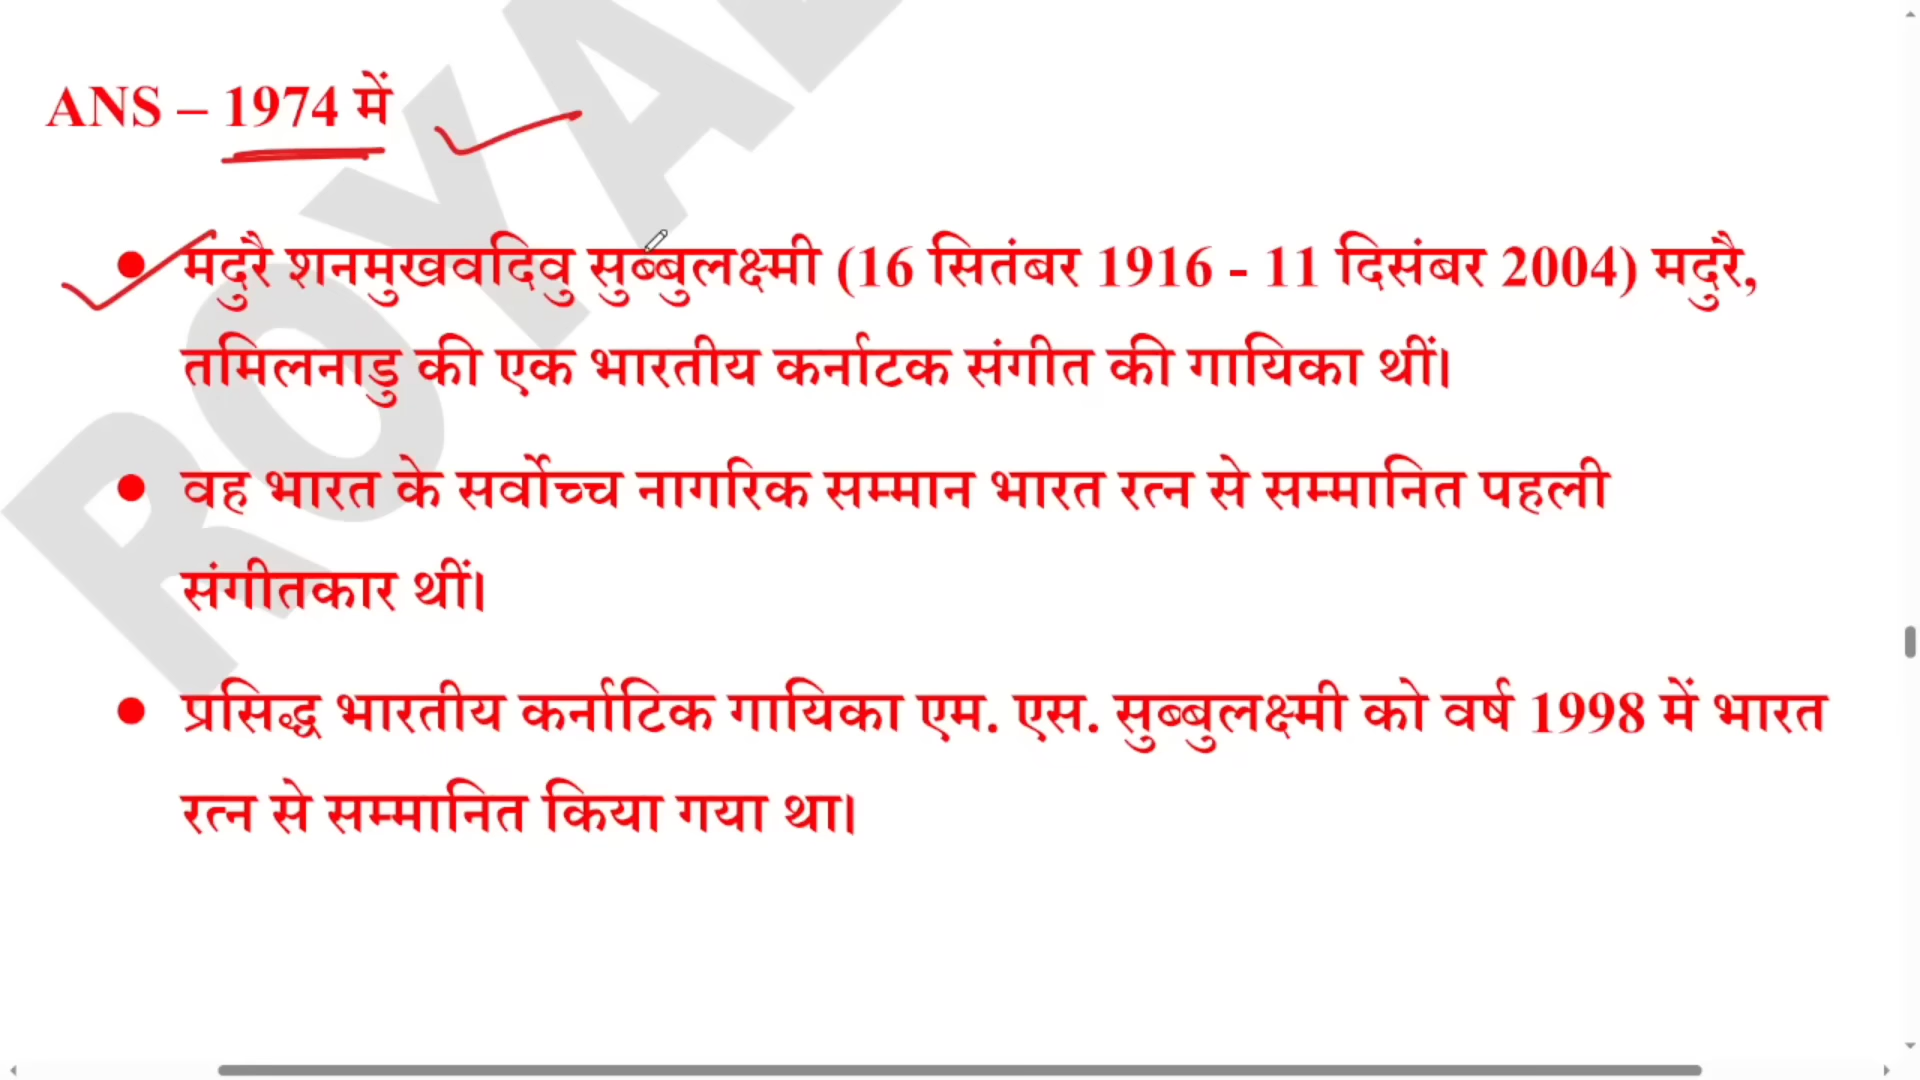 ANS – 1974 में
● मदुरै शनमुखवदिवु सुब्बुलक्ष्मी (16 सितंबर 1916 - 11 दिसंबर 2004) मदुरै,
तमिलनाडु की एक भारतीय कर्नाटक संगीत की गायिका थीं।
● वह भारत के सर्वोच्च नागरिक सम्मान भारत रत्न से सम्मानित पहली
संगीतकार थीं।
● प्रसिद्ध भारतीय कर्नाटिक गायिका एम. एस. सुब्बुलक्ष्मी को वर्ष 1998 में भारत
रत्न से सम्मानित किया गया था।
ROYAL